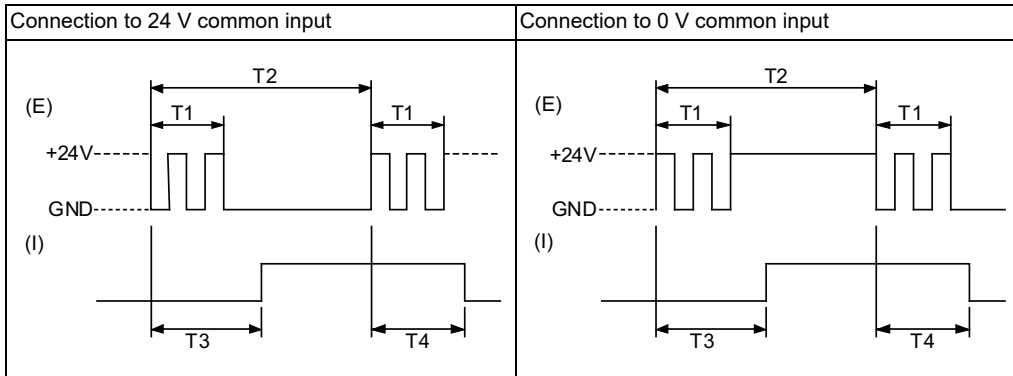 Connection to 24 V common input
Connection to 0 V common input
T2
(E)
T1
T1
+24V
GND
(I)
T3
T4
T2
(E)
T1
T1
+24V
GND
(I)
T3
T4